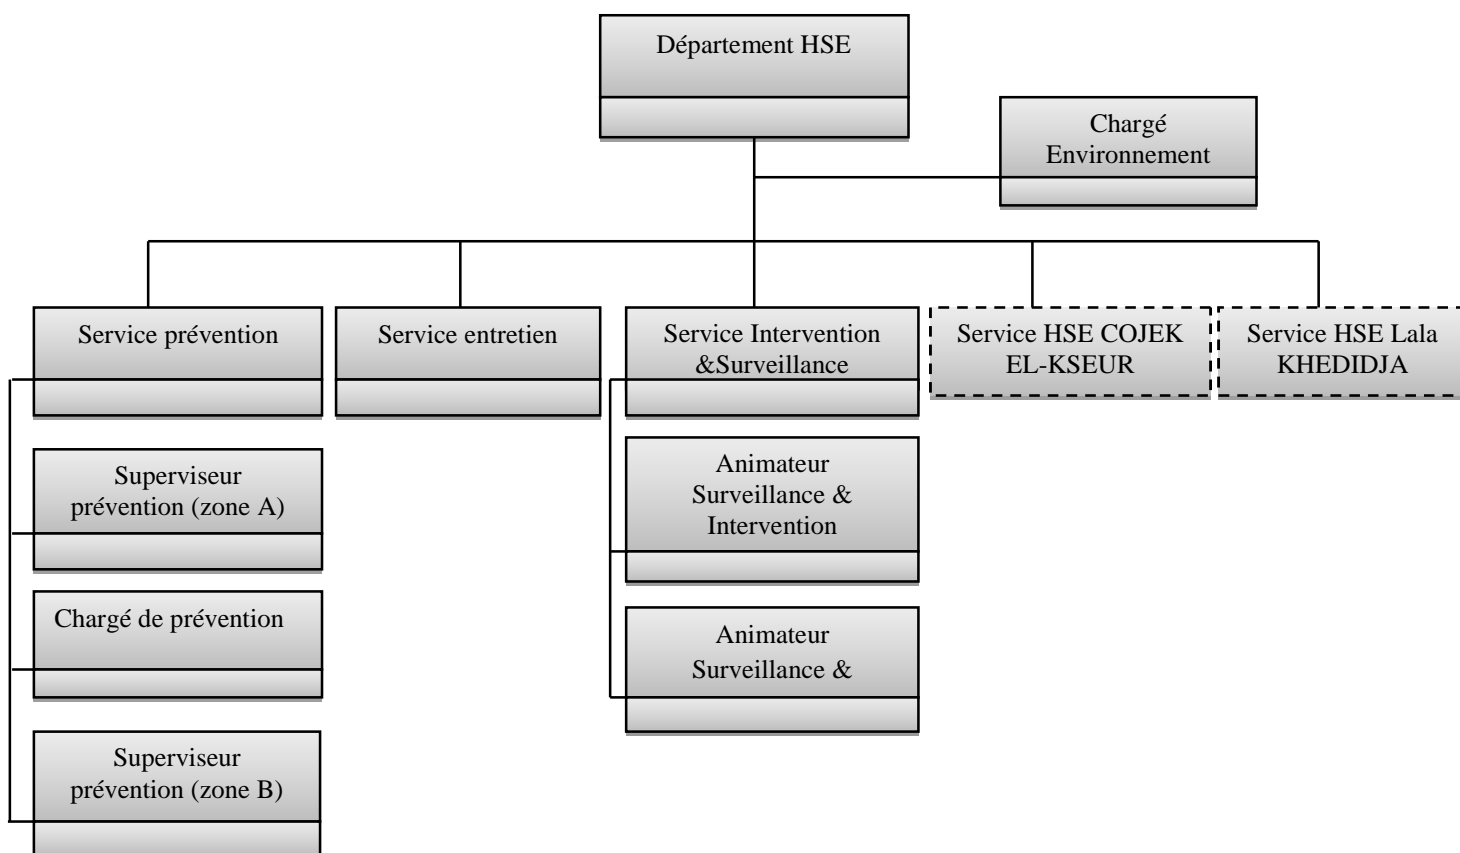 Département HSE
Chargé
Environnement
Service prévention
Service entretien
Service Intervention
&Surveillance
Service HSE COJEK
EL-KSEUR
Service HSE Lala
KHEDIDJA
Superviseur
prévention (zone A)
Chargé de prévention
Superviseur
prévention (zone B)
Animateur
Surveillance &
Intervention
Animateur
Surveillance &